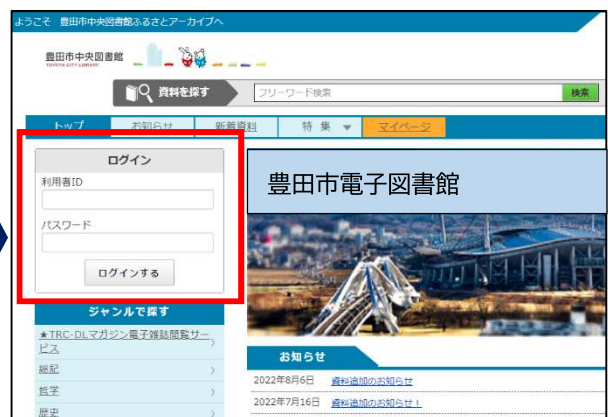 ようこそ 豊田市中央図書館ふるさとアーカイブへ
豊田市中央図書館
TOYOTA CITY LIBRARY
資料を探す
フリーワード検索
検索
トップ
お知らせ
新着資料
特 集 ▼
マイページ
ログイン
利用者ID
パスワード
ログインする
豊田市電子図書館
ジャンルで探す
★TRC-DLマガジン電子雑誌閲覧サー
ビス
総記
哲学
歴史
お知らせ
2022年8月6日 資料追加のお知らせ
2022年7月16日 資料追加のお知らせ！